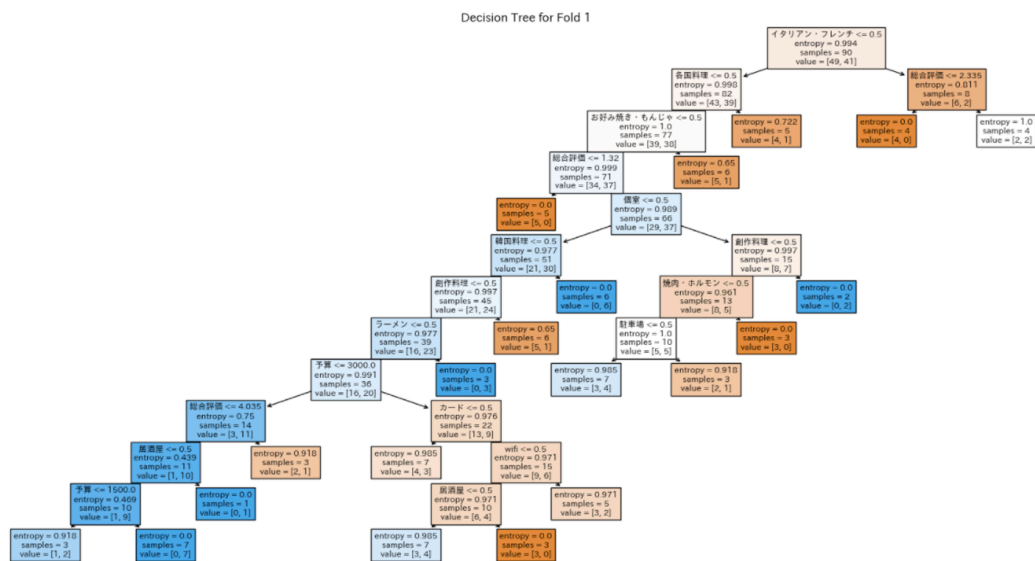 Decision Tree for Fold 1
イタリアン・フレンチ <= 0.5
entropy = 0.994
samples = 90
value = [49, 41]
各国料理 <= 0.5
entropy = 0.998
samples = 82
value = [43, 39]
総合評価 <= 2.335
entropy = 0.811
samples = 8
value = [6, 2]
お好み焼き・もんじゃ <= 0.5
entropy = 1.0
samples = 77
value = [39, 38]
entropy = 0.722
samples = 5
value = [4, 1]
entropy = 0.0
samples = 4
value = [4, 0]
entropy = 1.0
samples = 4
value = [2, 2]
総合評価 <= 1.32
entropy = 0.999
samples = 71
value = [34, 37]
entropy = 0.65
samples = 6
value = [5, 1]
entropy = 0.0
samples = 5
value = [5, 0]
個室 <= 0.5
entropy = 0.989
samples = 66
value = [29, 37]
韓国料理 <= 0.5
entropy = 0.977
samples = 51
value = [21, 30]
創作料理 <= 0.5
entropy = 0.997
samples = 15
value = [8, 7]
創作料理 <= 0.5
entropy = 0.997
samples = 45
value = [21, 24]
entropy = 0.0
samples = 6
value = [0, 6]
焼肉・ホルモン <= 0.5
entropy = 0.961
samples = 13
value = [8, 5]
entropy = 0.0
samples = 2
value = [0, 2]
ラーメン <= 0.5
entropy = 0.977
samples = 39
value = [16, 23]
entropy = 0.65
samples = 6
value = [5, 1]
駐車場 <= 0.5
entropy = 1.0
samples = 10
value = [5, 5]
entropy = 0.0
samples = 3
value = [3, 0]
予算 <= 3000.0
entropy = 0.991
samples = 36
value = [16, 20]
entropy = 0.0
samples = 3
value = [0, 3]
entropy = 0.985
samples = 7
value = [3, 4]
entropy = 0.918
samples = 3
value = [2, 1]
総合評価 <= 4.035
entropy = 0.75
samples = 14
value = [3, 11]
カード <= 0.5
entropy = 0.976
samples = 22
value = [13, 9]
居酒屋 <= 0.5
entropy = 0.439
samples = 11
value = [1, 10]
entropy = 0.918
samples = 3
value = [2, 1]
entropy = 0.985
samples = 7
value = [4, 3]
wifi <= 0.5
entropy = 0.971
samples = 15
value = [9, 6]
予算 <= 1500.0
entropy = 0.469
samples = 10
value = [1, 9]
entropy = 0.0
samples = 1
value = [0, 1]
居酒屋 <= 0.5
entropy = 0.971
samples = 10
value = [6, 4]
entropy = 0.971
samples = 5
value = [3, 2]
entropy = 0.918
samples = 3
value = [1, 2]
entropy = 0.0
samples = 7
value = [0, 7]
entropy = 0.985
samples = 7
value = [3, 4]
entropy = 0.0
samples = 3
value = [3, 0]